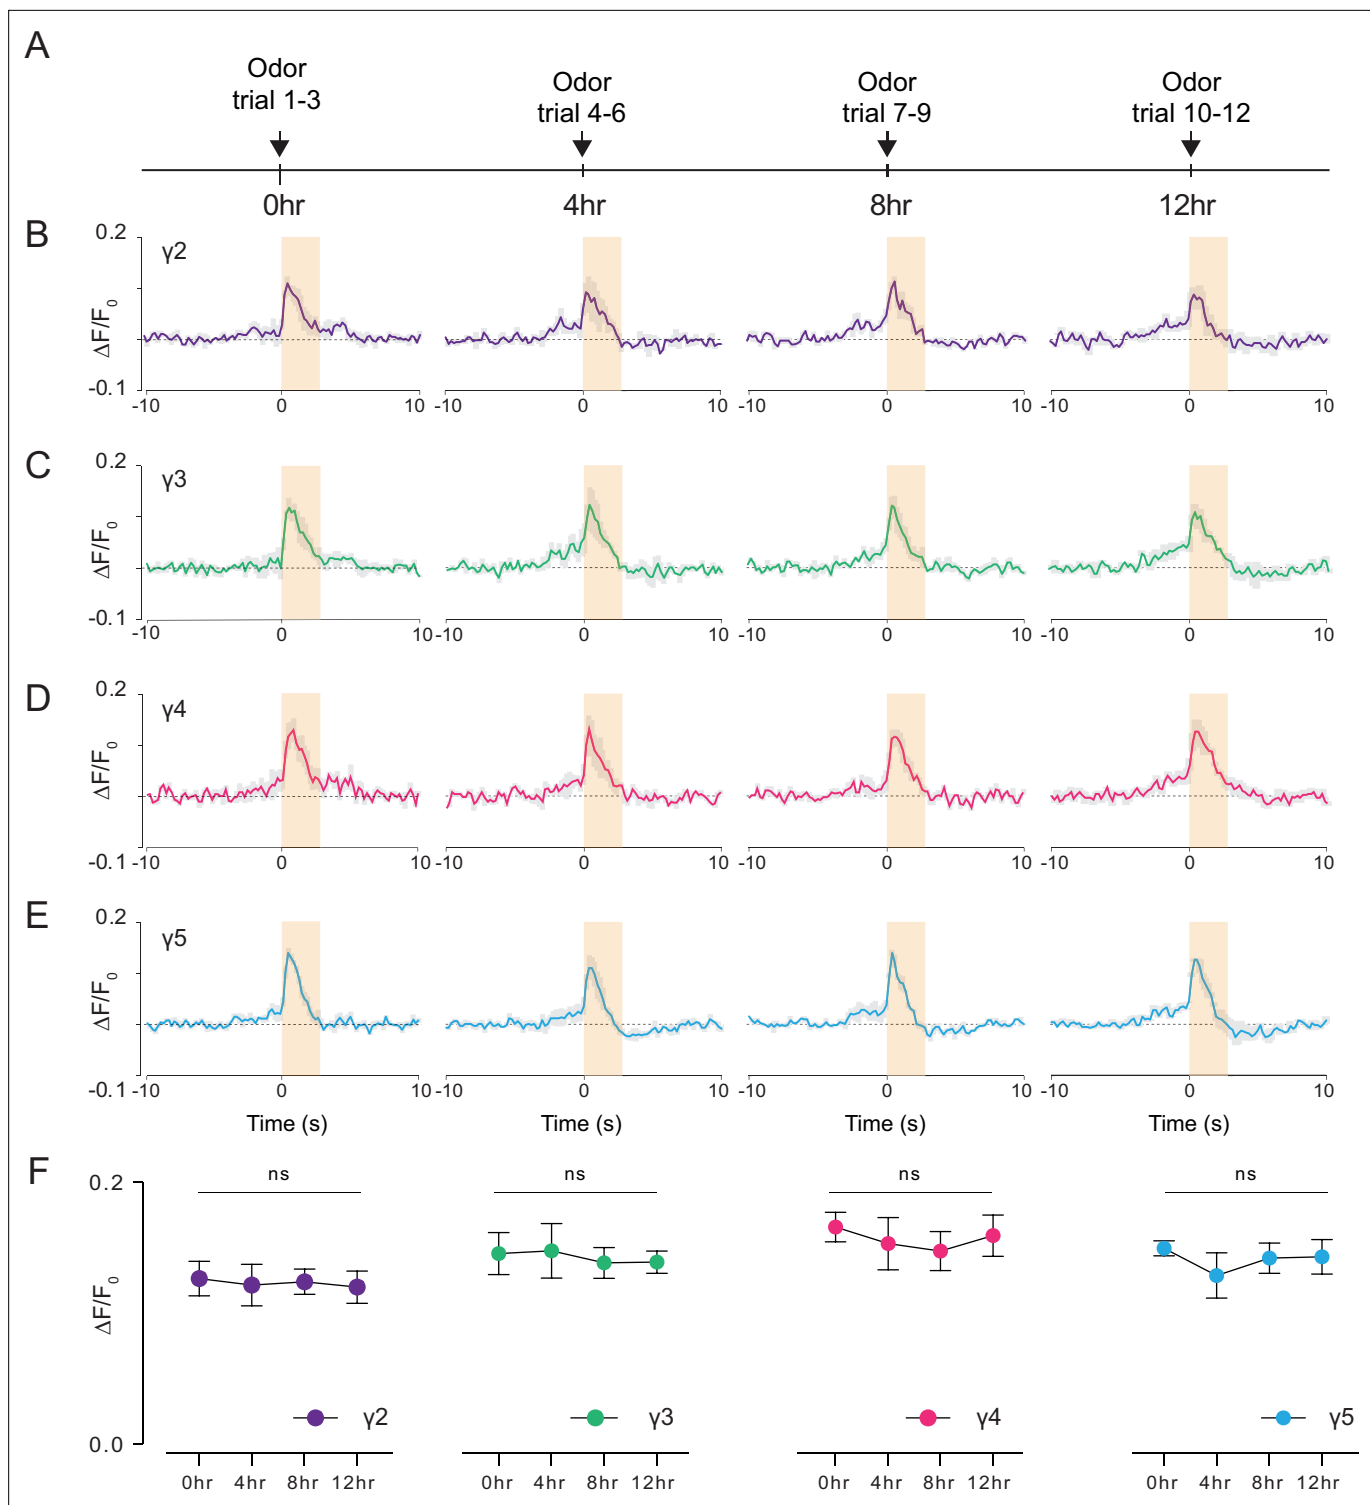 A
Odor
trial 1-3
Odor
trial 4-6
Odor
trial 7-9
Odor
trial 10-12
0hr
4hr
8hr
12hr
B
γ2
0.2
ΔF/F0
-0.1
-10 0 10 -10 0 10 -10 0 10 -10 0 10
C
γ3
0.2
ΔF/F0
-0.1
-10 0 10 -10 0 10 -10 0 10 -10 0 10
D
γ4
0.2
ΔF/F0
-0.1
-10 0 10 -10 0 10 -10 0 10 -10 0 10
E
γ5
0.2
ΔF/F0
-0.1
-10 0 10 -10 0 10 -10 0 10 -10 0 10
Time (s) Time (s) Time (s) Time (s)
F
ns ns ns ns
0.2
ΔF/F0
0.0
γ2 γ3 γ4 γ5
0hr 4hr 8hr 12hr 0hr 4hr 8hr 12hr 0hr 4hr 8hr 12hr 0hr 4hr 8hr 12hr